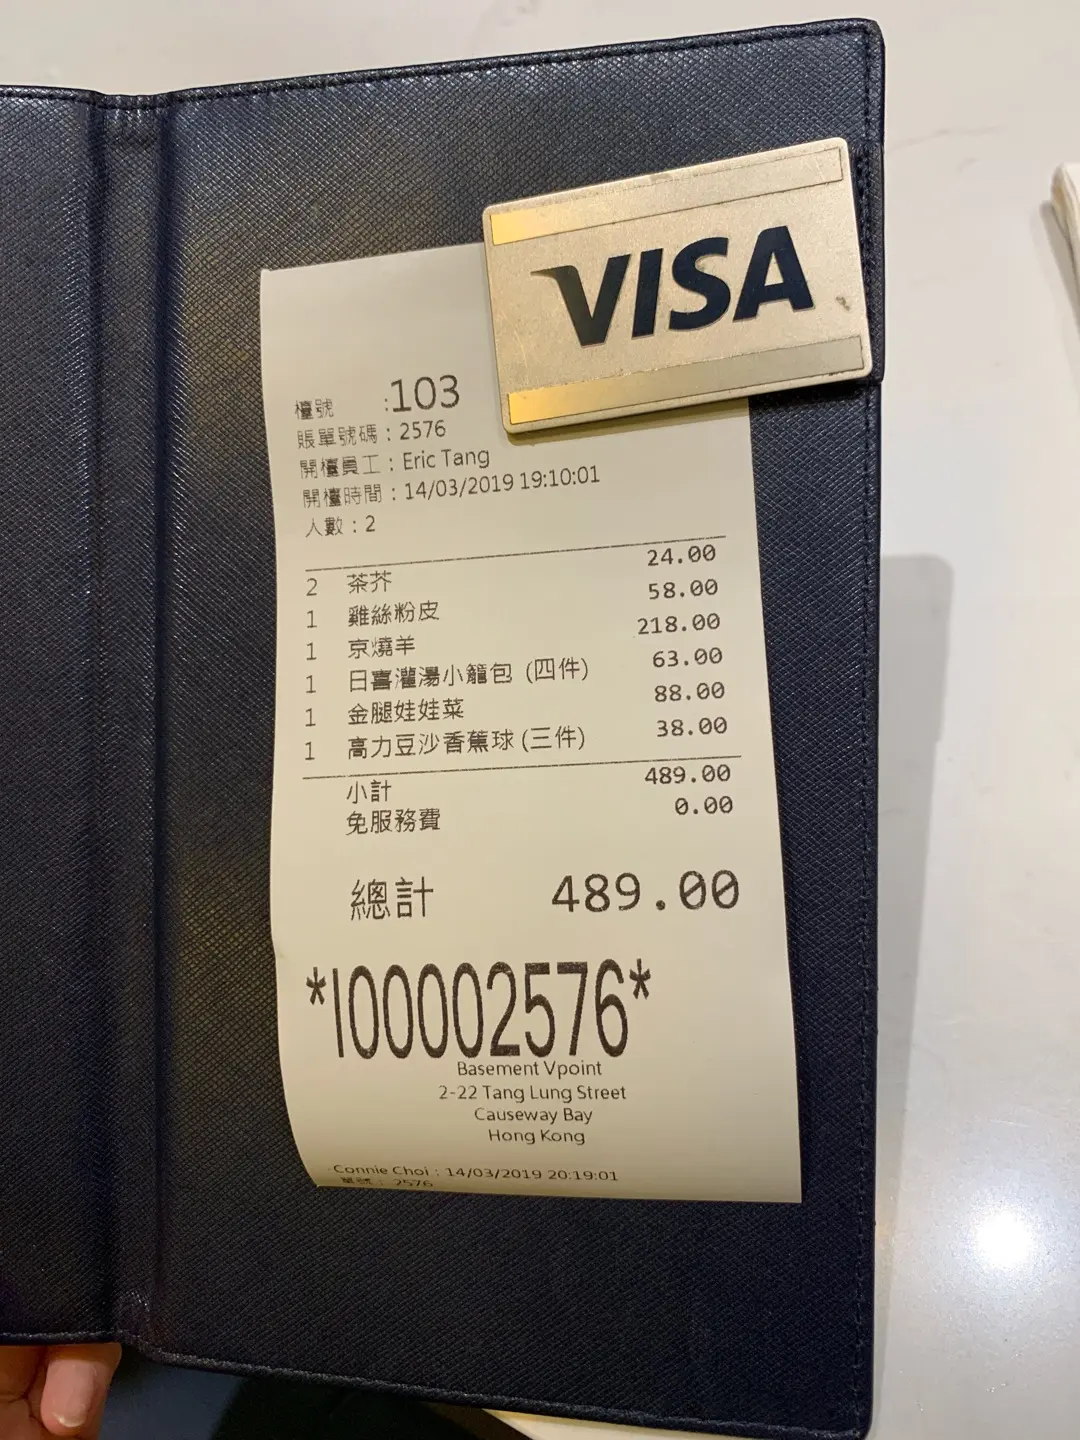 VISA
檯號 :103
賬單號碼 : 2576
開檯員工 : Eric Tang
開檯時間 : 14/03/2019 19:10:01
人數 : 2
2 茶芥 24.00
1 雞絲粉皮 58.00
1 京燒羊 218.00
1 日喜灌湯小籠包 (四件) 63.00
1 金腿娃娃菜 88.00
1 高力豆沙香蕉球 (三件) 38.00
小計 489.00
免服務費 0.00
總計 489.00
*I00002576*
Basement Vpoint
2-22 Tang Lung Street
Causeway Bay
Hong Kong
Connie Choi : 14/03/2019 20:19:01
單號 : 2576